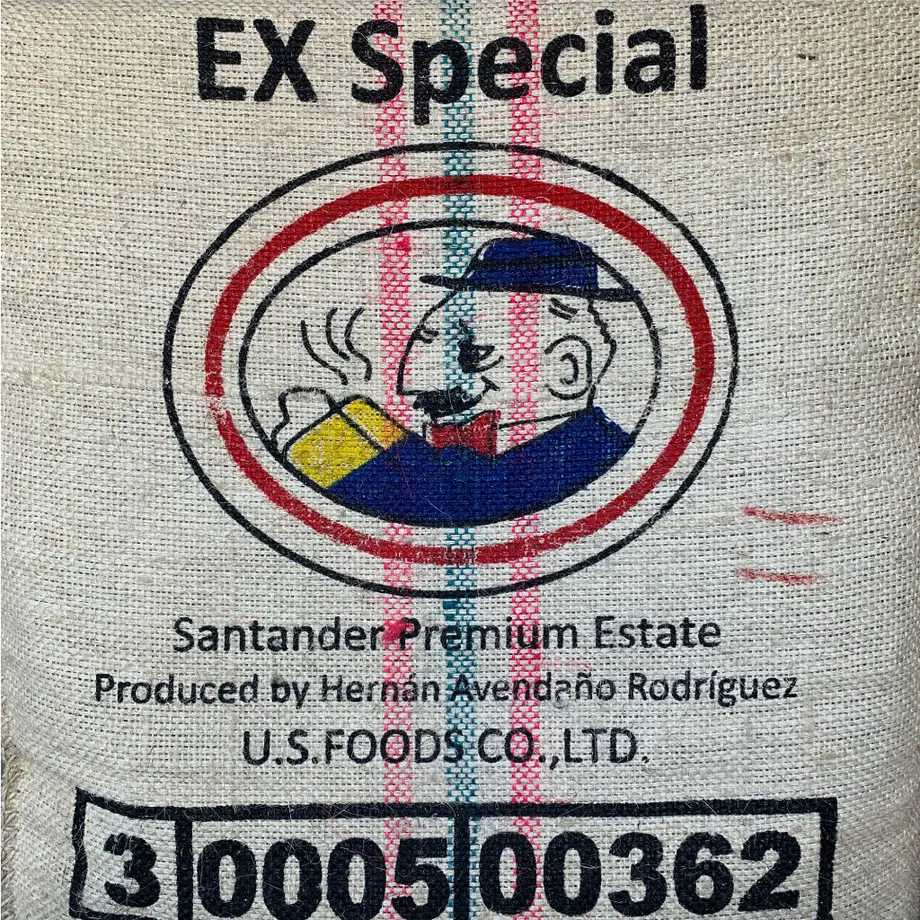 EX Special
Santander Premium Estate
Produced by Hernán Avendaño Rodríguez
U.S.FOODS CO.,LTD.
3 0005 00362